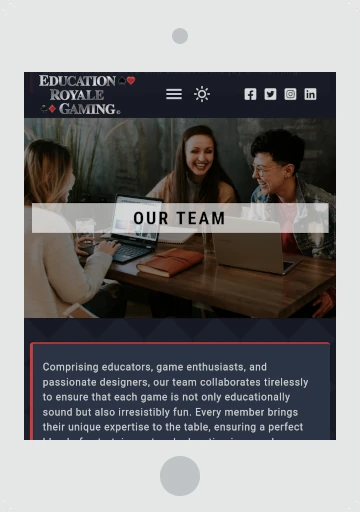 EDUCATION
ROYALE
GAMING
OUR TEAM
Comprising educators, game enthusiasts, and
passionate designers, our team collaborates tirelessly
to ensure that each game is not only educationally
sound but also irresistibly fun. Every member brings
their unique expertise to the table, ensuring a perfect